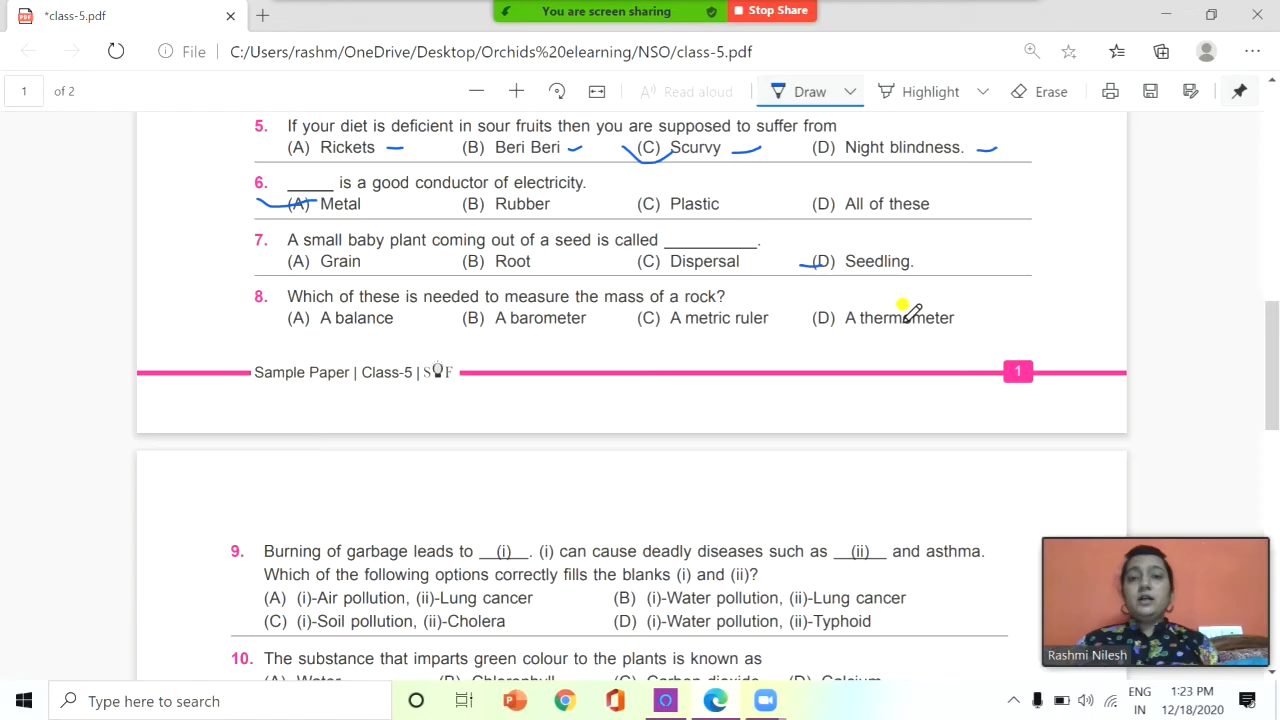 *class-5.pdf
You are screen sharing
Stop Share
File
C:/Users/rashm/OneDrive/Desktop/Orchids%20elearning/NSO/class-5.pdf
1 of 2
Read aloud
Draw
Highlight
Erase
5. If your diet is deficient in sour fruits then you are supposed to suffer from
(A) Rickets (B) Beri Beri (C) Scurvy (D) Night blindness.
6. _____ is a good conductor of electricity.
(A) Metal (B) Rubber (C) Plastic (D) All of these
7. A small baby plant coming out of a seed is called __________.
(A) Grain (B) Root (C) Dispersal (D) Seedling.
8. Which of these is needed to measure the mass of a rock?
(A) A balance (B) A barometer (C) A metric ruler (D) A thermometer
Sample Paper | Class-5 | SOF
1
9. Burning of garbage leads to __(i)__. (i) can cause deadly diseases such as __(ii)__ and asthma.
Which of the following options correctly fills the blanks (i) and (ii)?
(A) (i)-Air pollution, (ii)-Lung cancer (B) (i)-Water pollution, (ii)-Lung cancer
(C) (i)-Soil pollution, (ii)-Cholera (D) (i)-Water pollution, (ii)-Typhoid
10. The substance that imparts green colour to the plants is known as
(A) Water (B) Chlorophyll (C) Carbon dioxide (D) Calcium
Rashmi Nilesh
Type here to search
ENG
IN
1:23 PM
12/18/2020